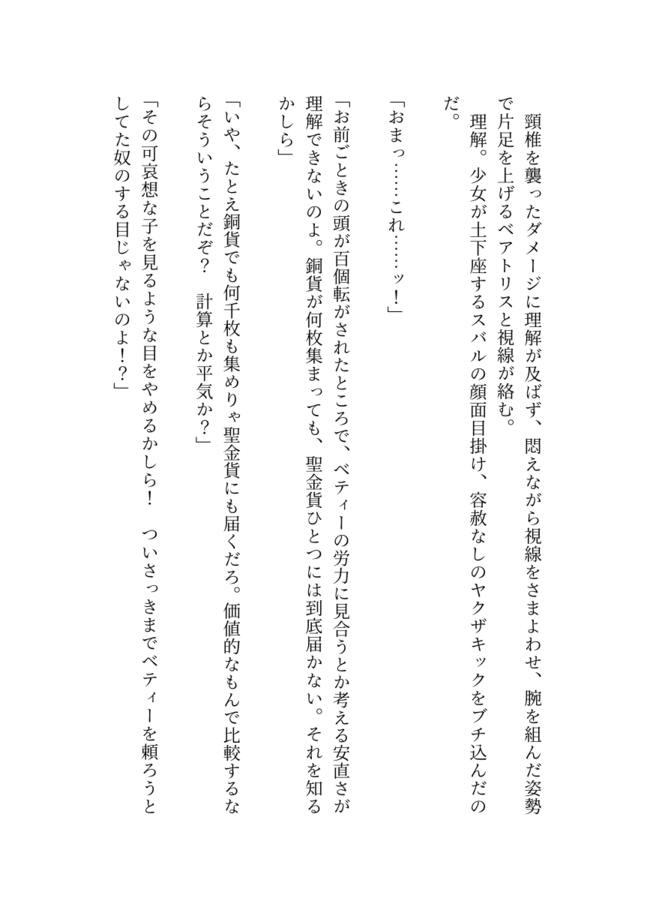 頸椎を襲ったダメージに理解が及ばず、悶えながら視線をさまよわせ、腕を組んだ姿勢
で片足を上げるベアトリスと視線が絡む。
　理解。少女が土下座するスバルの顔面目掛け、容赦なしのヤクザキックをブチ込んだの
だ。
「おまっ……これ……ッ！」
「お前ごときの頭が百個転がされたところで、ベティーの労力に見合うとか考える安直さが
理解できないのよ。銅貨が何枚集まっても、聖金貨ひとつには到底届かない。それを知る
かしら」
「いや、たとえ銅貨でも何千枚も集めりゃ聖金貨にも届くだろ。価値的なもんで比較するな
らそういうことだぞ？　計算とか平気か？」
「その可哀想な子を見るような目をやめるかしら！　ついさっきまでベティーを頼ろうと
してた奴のする目じゃないのよ！？」